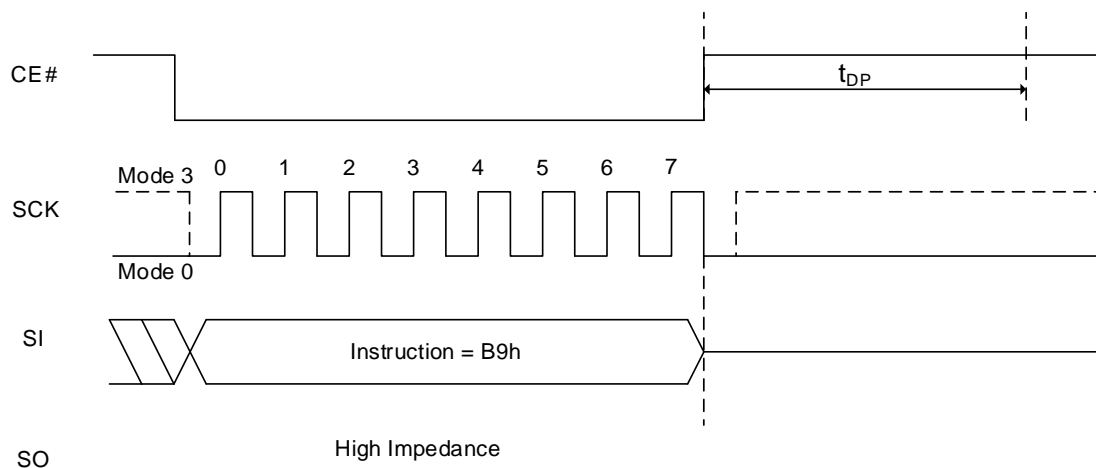 CE#
tDP
Mode 3
0 1 2 3 4 5 6 7
SCK
Mode 0
SI
Instruction = B9h
High Impedance
SO